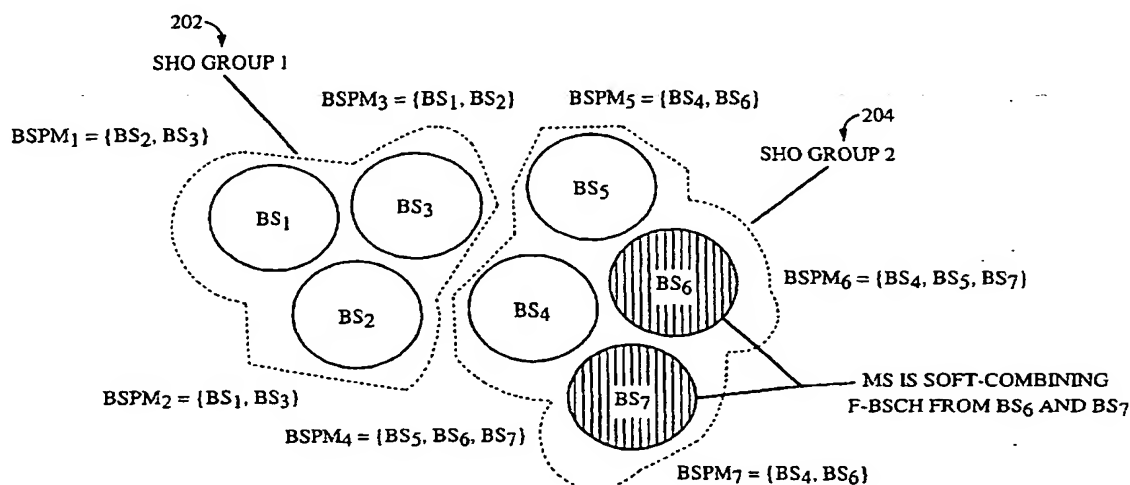 202
SHO GROUP 1
BSPM3 = {BS1, BS2}
BSPM5 = {BS4, BS6}
BSPM1 = {BS2, BS3}
204
SHO GROUP 2
BS5
BS1
BS3
BS6
BSPM6 = {BS4, BS5, BS7}
BS4
BS2
MS IS SOFT-COMBINING
F-BSCH FROM BS6 AND BS7
BSPM2 = {BS1, BS3}
BS7
BSPM4 = {BS5, BS6, BS7}
BSPM7 = {BS4, BS6}